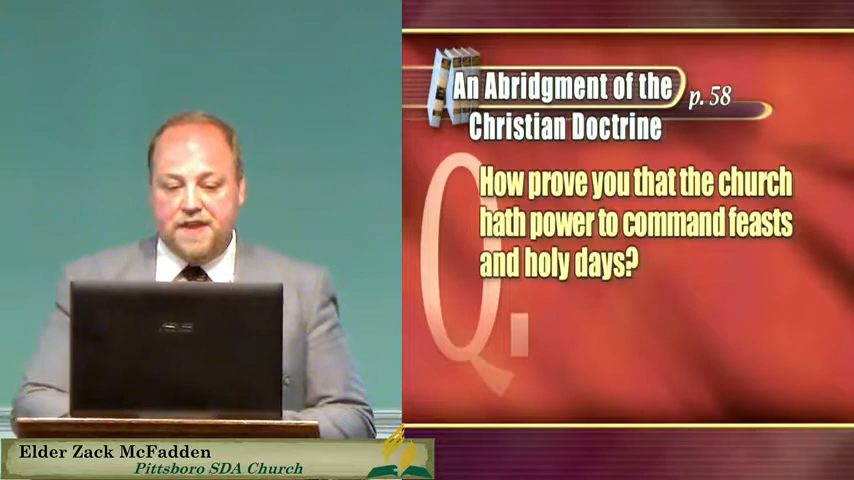 An Abridgment of the
p. 58
Christian Doctrine
Q.
How prove you that the church
hath power to command feasts
and holy days?
Elder Zack McFadden
Pittsboro SDA Church